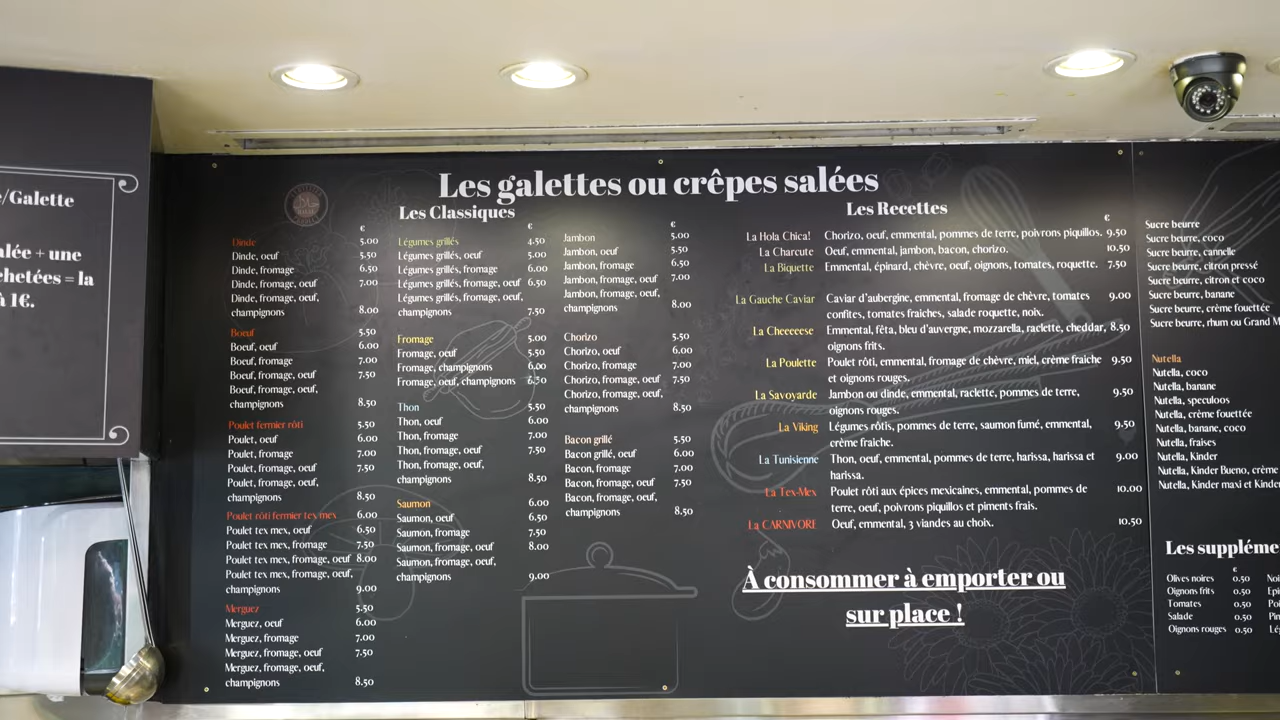 e/Galette
alée + une
chetées = la
à 1€.
Les galettes ou crêpes salées
Les Classiques
€
Dinde 5.00
Dinde, oeuf 5.50
Dinde, fromage 6.50
Dinde, fromage, oeuf 7.00
Dinde, fromage, oeuf,
champignons 8.00
Boeuf 5.50
Boeuf, oeuf 6.00
Boeuf, fromage 7.00
Boeuf, fromage, oeuf 7.50
Boeuf, fromage, oeuf,
champignons 8.50
Poulet fermier rôti 5.50
Poulet, oeuf 6.00
Poulet, fromage 7.00
Poulet, fromage, oeuf 7.50
Poulet, fromage, oeuf,
champignons 8.50
Poulet rôti fermier tex mex 6.00
Poulet tex mex, oeuf 6.50
Poulet tex mex, fromage 7.50
Poulet tex mex, fromage, oeuf 8.00
Poulet tex mex, fromage, oeuf,
champignons 9.00
Merguez 5.50
Merguez, oeuf 6.00
Merguez, fromage 7.00
Merguez, fromage, oeuf 7.50
Merguez, fromage, oeuf,
champignons 8.50
€
Légumes grillés 4.50
Légumes grillés, oeuf 5.00
Légumes grillés, fromage 6.00
Légumes grillés, fromage, oeuf 6.50
Légumes grillés, fromage, oeuf,
champignons 7.50
Fromage 5.00
Fromage, oeuf 5.50
Fromage, champignons 6.00
Fromage, oeuf, champignons 6.50
Thon 5.50
Thon, oeuf 6.00
Thon, fromage 7.00
Thon, fromage, oeuf 7.50
Thon, fromage, oeuf,
champignons 8.50
Saumon 6.00
Saumon, oeuf 6.50
Saumon, fromage 7.50
Saumon, fromage, oeuf 8.00
Saumon, fromage, oeuf,
champignons 9.00
€
Jambon 5.00
Jambon, oeuf 5.50
Jambon, fromage 6.50
Jambon, fromage, oeuf 7.00
Jambon, fromage, oeuf,
champignons 8.00
Chorizo 5.50
Chorizo, oeuf 6.00
Chorizo, fromage 7.00
Chorizo, fromage, oeuf 7.50
Chorizo, fromage, oeuf,
champignons 8.50
Bacon grillé 5.50
Bacon grillé, oeuf 6.00
Bacon, fromage 7.00
Bacon, fromage, oeuf 7.50
Bacon, fromage, oeuf,
champignons 8.50
Les Recettes
€
La Hola Chica! Chorizo, oeuf, emmental, pommes de terre, poivrons piquillos. 9.50
La Charcute Oeuf, emmental, jambon, bacon, chorizo. 10.50
La Biquette Emmental, épinard, chèvre, oeuf, oignons, tomates, roquette. 7.50
La Gauche Caviar Caviar d'aubergine, emmental, fromage de chèvre, tomates 9.00
confites, tomates fraiches, salade roquette, noix.
La Cheeeeese Emmental, fêta, bleu d'auvergne, mozzarella, raclette, cheddar, 8.50
oignons frits.
La Poulette Poulet rôti, emmental, fromage de chèvre, miel, crème fraiche 9.50
et oignons rouges.
La Savoyarde Jambon ou dinde, emmental, raclette, pommes de terre, 9.50
oignons rouges.
La Viking Légumes rôtis, pommes de terre, saumon fumé, emmental, 9.50
crème fraiche.
La Tunisienne Thon, oeuf, emmental, pommes de terre, harissa, harissa et 9.00
harissa.
La Tex-Mex Poulet rôti aux épices mexicaines, emmental, pommes de 10.00
terre, oeuf, poivrons piquillos et piments frais.
La CARNIVORE Oeuf, emmental, 3 viandes au choix. 10.50
À consommer à emporter ou
sur place !
Sucre beurre
Sucre beurre, coco
Sucre beurre, cannelle
Sucre beurre, citron pressé
Sucre beurre, citron et coco
Sucre beurre, banane
Sucre beurre, crème fouettée
Sucre beurre, rhum ou Grand M
Nutella
Nutella, coco
Nutella, banane
Nutella, speculoos
Nutella, crème fouettée
Nutella, banane, coco
Nutella, fraises
Nutella, Kinder
Nutella, Kinder Bueno, crème
Nutella, Kinder maxi et Kinder
Les suppléme
€
Olives noires 0.50 Noi
Oignons frits 0.50 Epi
Tomates 0.50 Poi
Salade 0.50 Pin
Oignons rouges 0.50 Lé